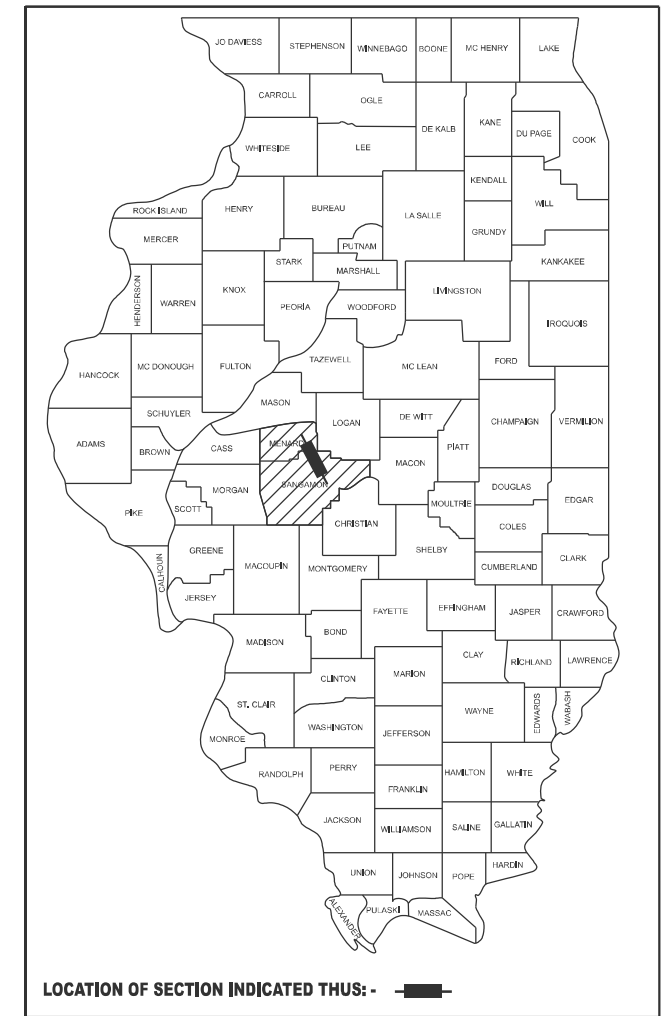 JO DAVIESS STEPHENSON WINNEBAGO BOONE MC HENRY LAKE
CARROLL OGLE DE KALB KANE DU PAGE COOK
WHITESIDE LEE KENDALL WILL
ROCK ISLAND HENRY BUREAU LA SALLE GRUNDY
MERCER PUTNAM KANKAKEE
STARK MARSHALL
HENDERSON WARREN KNOX PEORIA WOODFORD LIVINGSTON IROQUOIS
HANCOCK MC DONOUGH FULTON TAZEWELL MC LEAN FORD
MASON
SCHUYLER LOGAN DE WITT CHAMPAIGN VERMILION
ADAMS BROWN CASS MENARD MACON PIATT
SANGAMON
PIKE SCOTT MORGAN MOULTRIE DOUGLAS EDGAR
CHRISTIAN COLES
CALHOUN GREENE MACOUPIN MONTGOMERY SHELBY CUMBERLAND CLARK
JERSEY FAYETTE EFFINGHAM JASPER CRAWFORD
MADISON BOND
CLINTON MARION CLAY RICHLAND LAWRENCE
ST. CLAIR WAYNE EDWARDS WABASH
MONROE WASHINGTON JEFFERSON
RANDOLPH PERRY HAMILTON WHITE
FRANKLIN
JACKSON WILLIAMSON SALINE GALLATIN
UNION JOHNSON POPE HARDIN
ALEXANDER PULASKI MASSAC
LOCATION OF SECTION INDICATED THUS: -